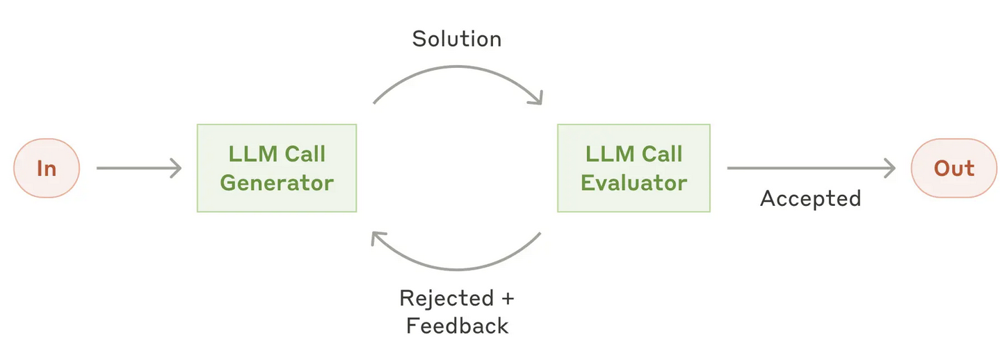 Solution
In
LLM Call
Generator
LLM Call
Evaluator
Accepted
Out
Rejected +
Feedback